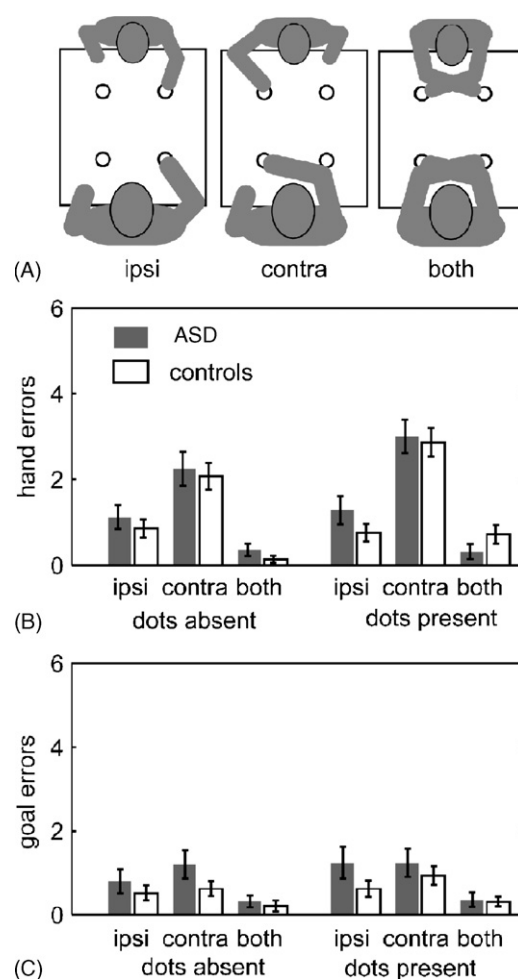 (A) ipsi contra both
6
ASD
controls
4
hand errors
2
0
ipsi contra both ipsi contra both
(B) dots absent dots present
6
4
goal errors
2
0
ipsi contra both ipsi contra both
(C) dots absent dots present